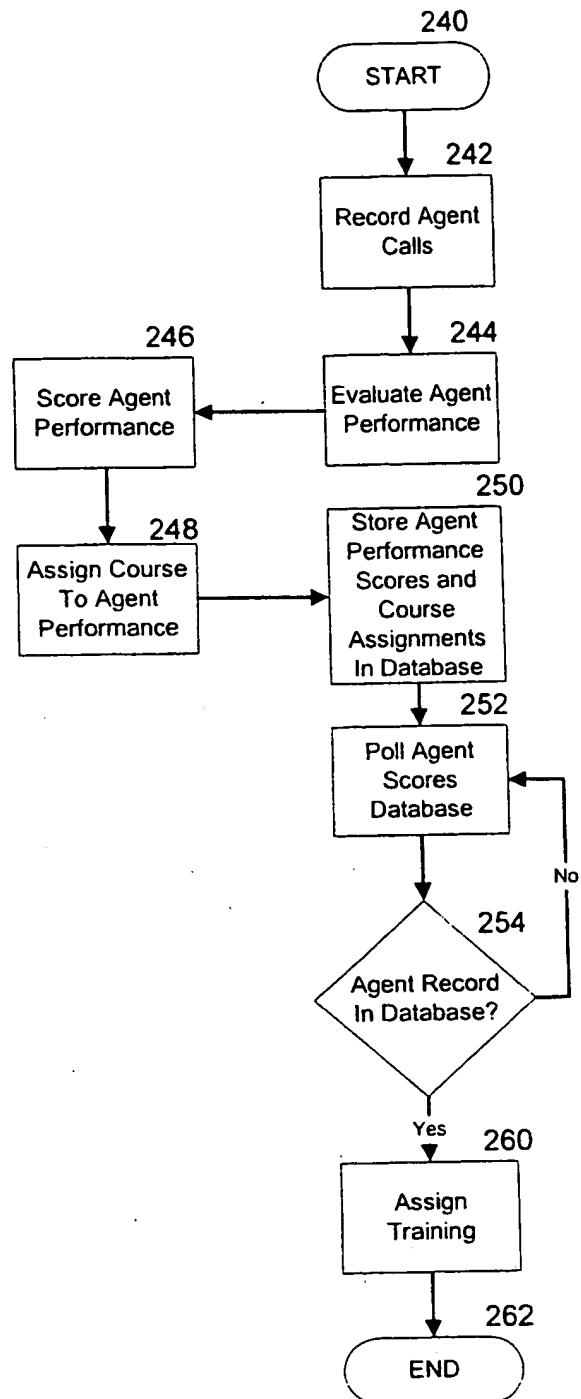 240
START
242
Record Agent
Calls
244
Evaluate Agent
Performance
246
Score Agent
Performance
248
Assign Course
To Agent
Performance
250
Store Agent
Performance
Scores and
Course
Assignments
In Database
252
Poll Agent
Scores
Database
No
254
Agent Record
In Database?
Yes
260
Assign
Training
262
END